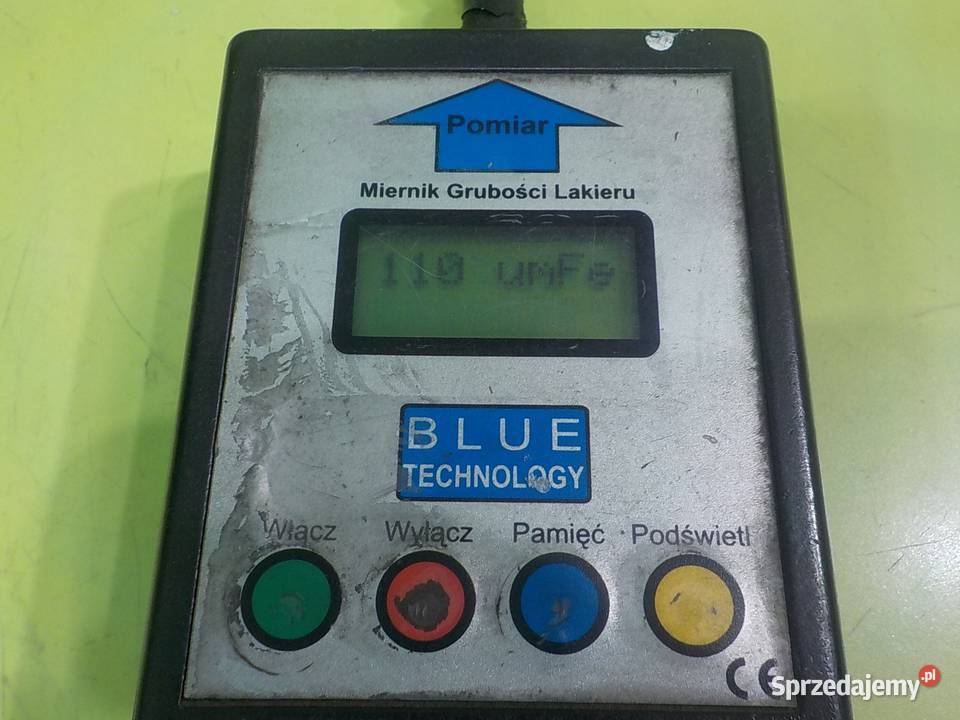 Pomiar
Miernik Grubości Lakieru
110 umFe
BLUE
TECHNOLOGY
Włącz Wyłącz Pamięć Podświetl
CE
Sprzedajemy.pl